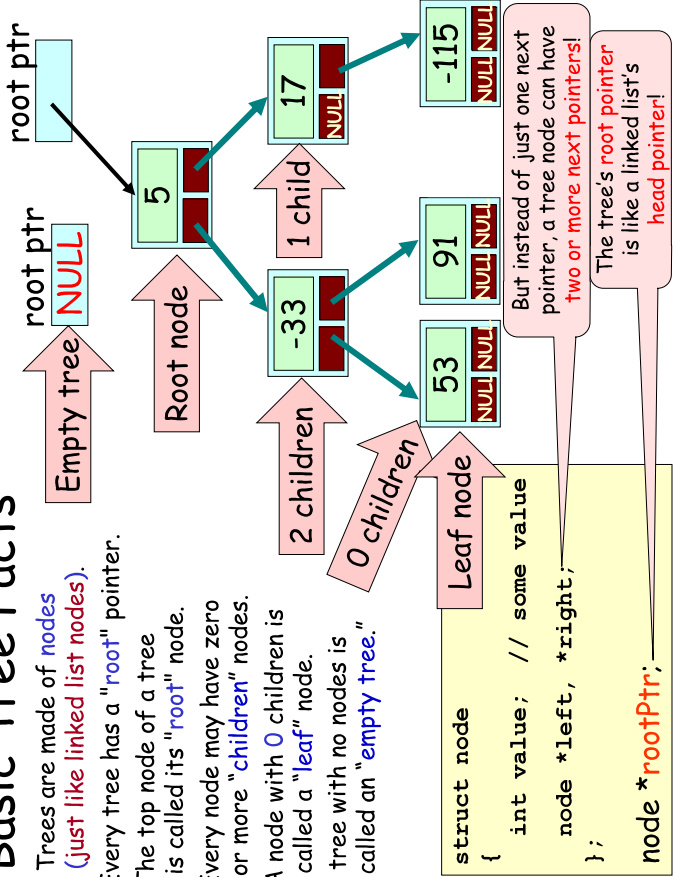 Basic Tree Facts
Trees are made of nodes
(just like linked list nodes).
Every tree has a "root" pointer.
The top node of a tree
is called its "root" node.
Every node may have zero
or more “children” nodes.
A node with 0 children is
called a “leaf” node.
tree with no nodes is
called an “empty tree.”
Empty tree
root ptr
NULL
root ptr
Root node
5
2 children
-33
1 child
17
NULL
0 children
Leaf node
53
NULL NULL
91
NULL NULL
-115
NULL NULL
struct node
{
int value; // some value
node *left, *right;
};
node *rootPtr;
But instead of just one next
pointer, a tree node can have
two or more next pointers!
The tree’s root pointer
is like a linked list’s
head pointer!